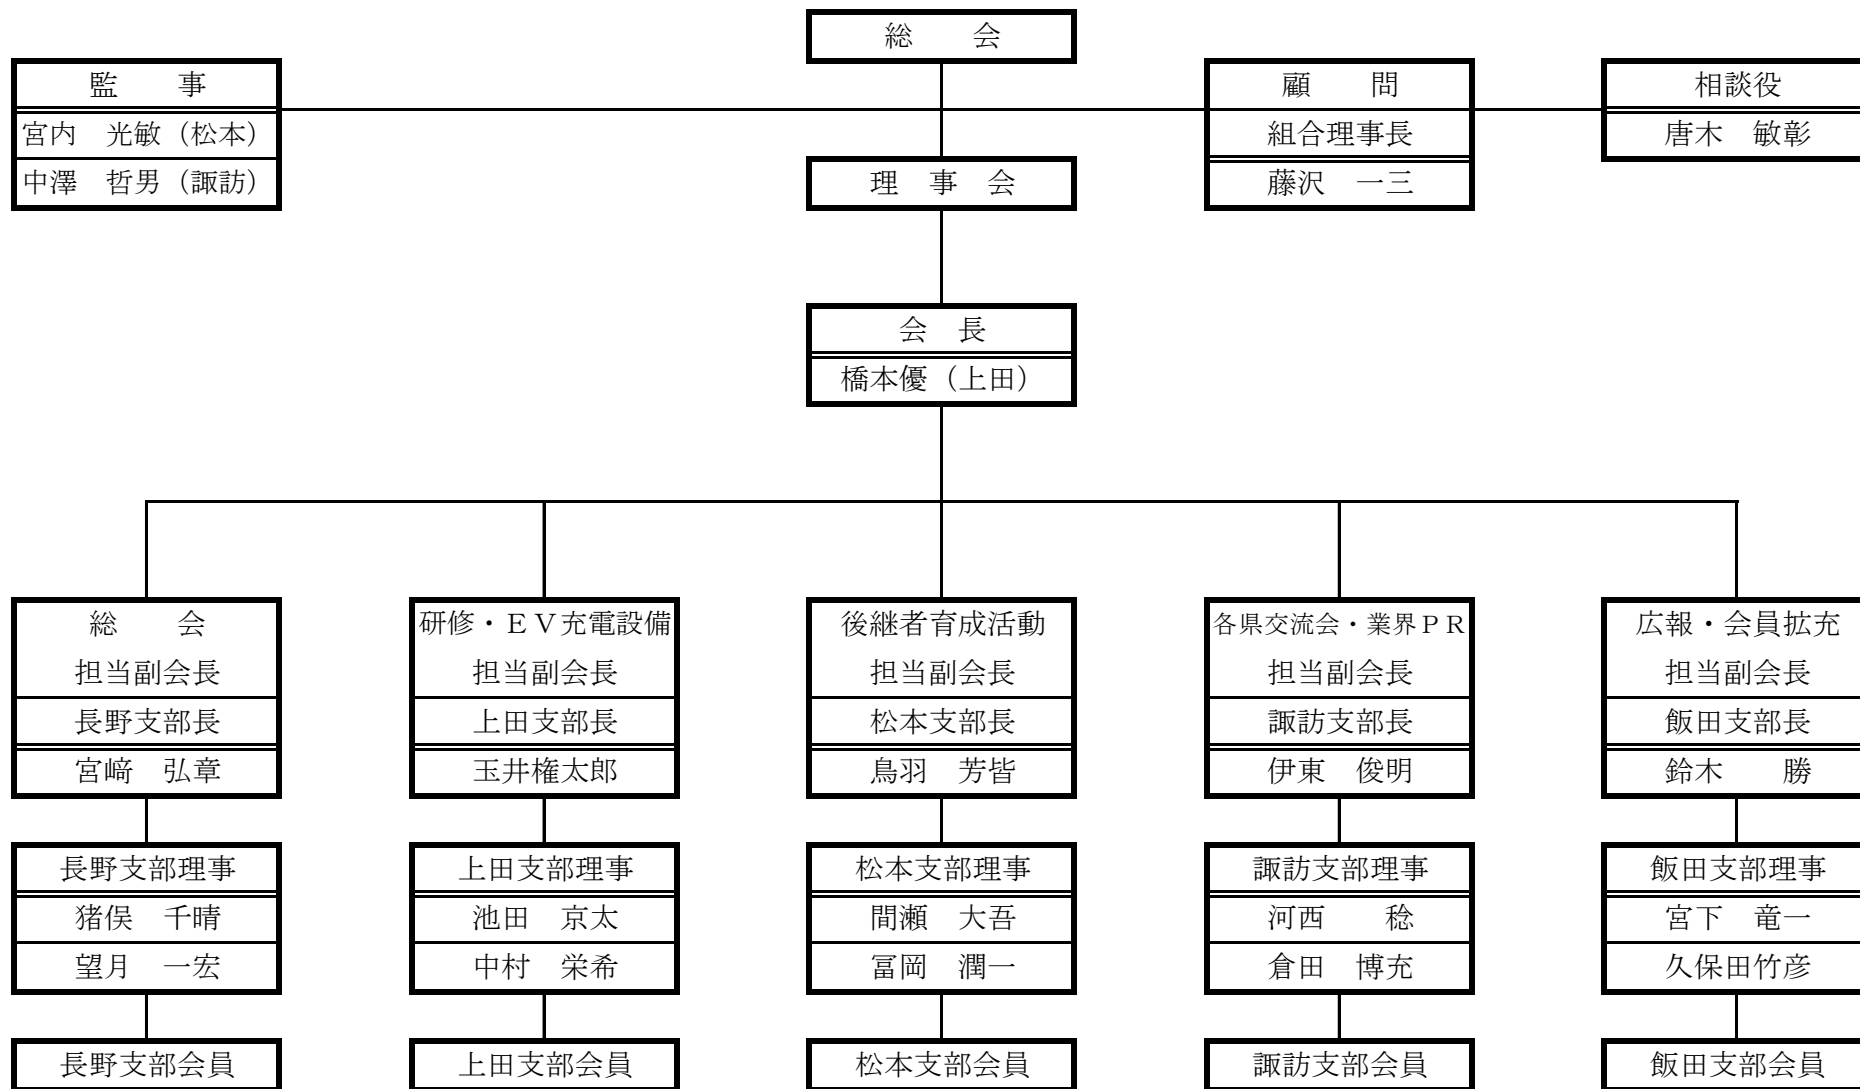 総　　会
監　　事
宮内　光敏（松本）
中澤　哲男（諏訪）
顧　　問
組合理事長
藤沢　一三
相談役
唐木　敏彰
理　事　会
会　長
橋本優（上田）
総　　会
担当副会長
長野支部長
宮﨑　弘章
研修・ＥＶ充電設備
担当副会長
上田支部長
玉井権太郎
後継者育成活動
担当副会長
松本支部長
鳥羽　芳皆
各県交流会・業界ＰＲ
担当副会長
諏訪支部長
伊東　俊明
広報・会員拡充
担当副会長
飯田支部長
鈴木　　勝
長野支部理事
猪俣　千晴
望月　一宏
上田支部理事
池田　京太
中村　栄希
松本支部理事
間瀬　大吾
冨岡　潤一
諏訪支部理事
河西　　稔
倉田　博充
飯田支部理事
宮下　竜一
久保田竹彦
長野支部会員
上田支部会員
松本支部会員
諏訪支部会員
飯田支部会員